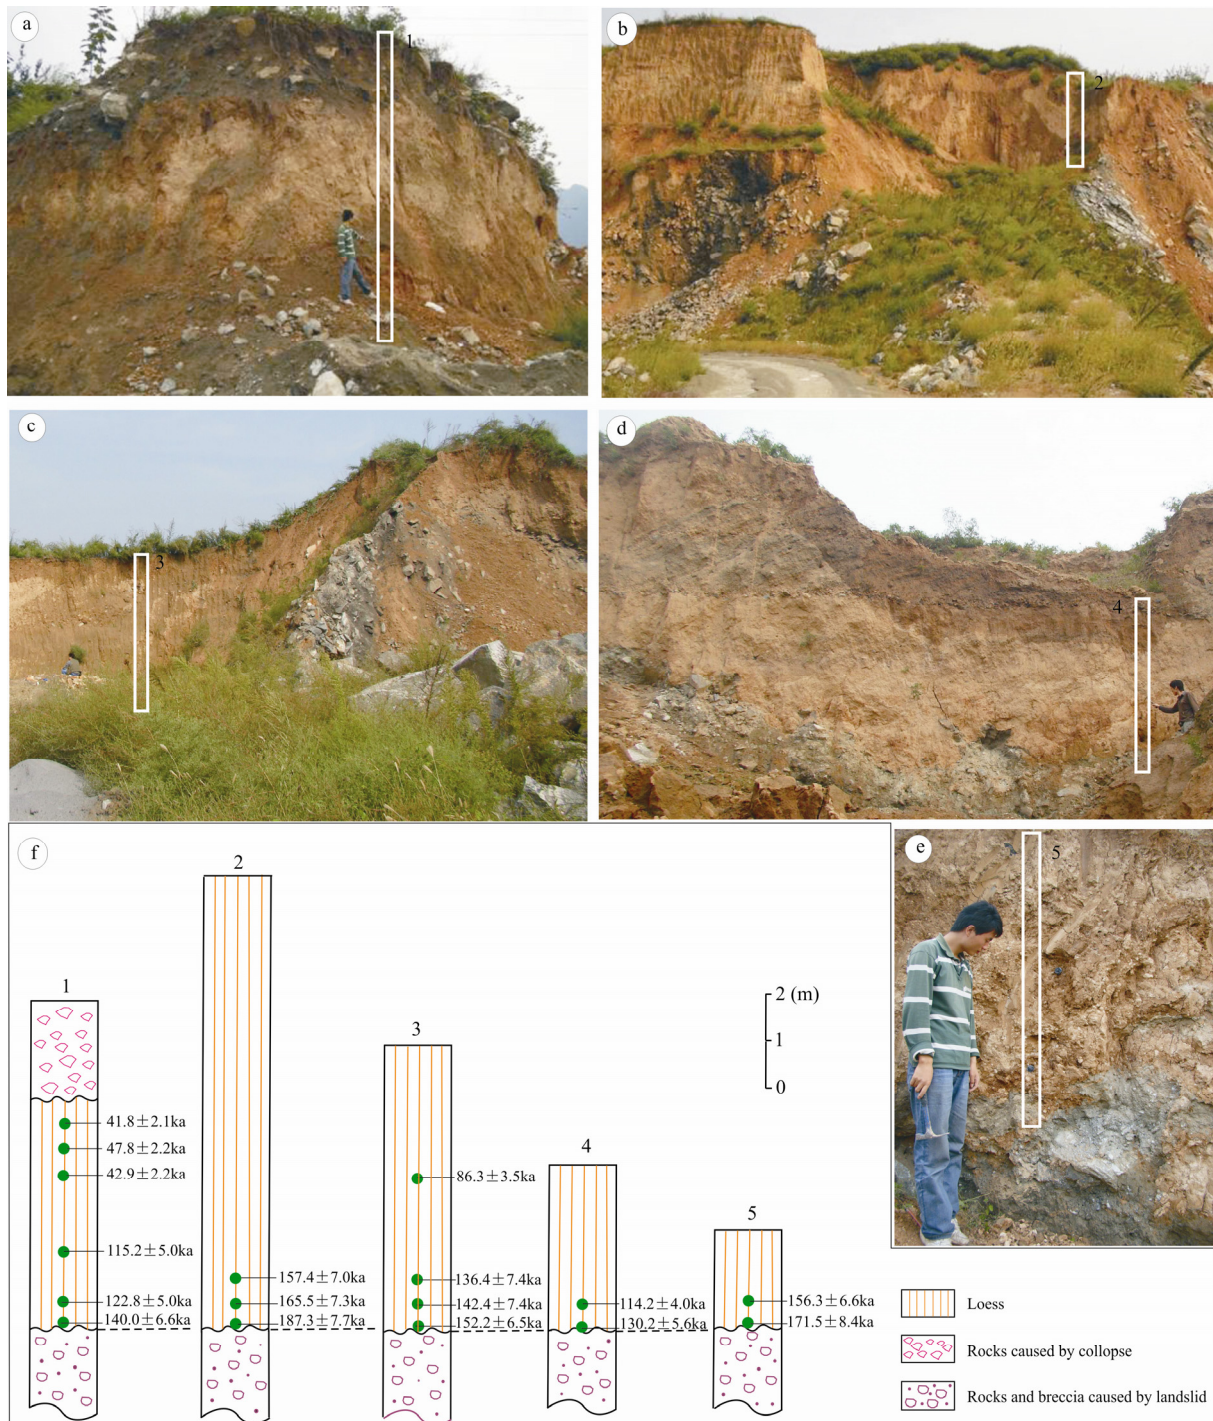 a
1
b
2
c
3
d
4
f
2
e
5
1
2 (m)
3
1
0
41.8±2.1ka
47.8±2.2ka
4
42.9±2.2ka
86.3±3.5ka
5
115.2±5.0ka
157.4±7.0ka
136.4±7.4ka
122.8±5.0ka
165.5±7.3ka
142.4±7.4ka
114.2±4.0ka
156.3±6.6ka
140.0±6.6ka
187.3±7.7ka
152.2±6.5ka
130.2±5.6ka
171.5±8.4ka
Loess
Rocks caused by collopse
Rocks and breccia caused by landslid